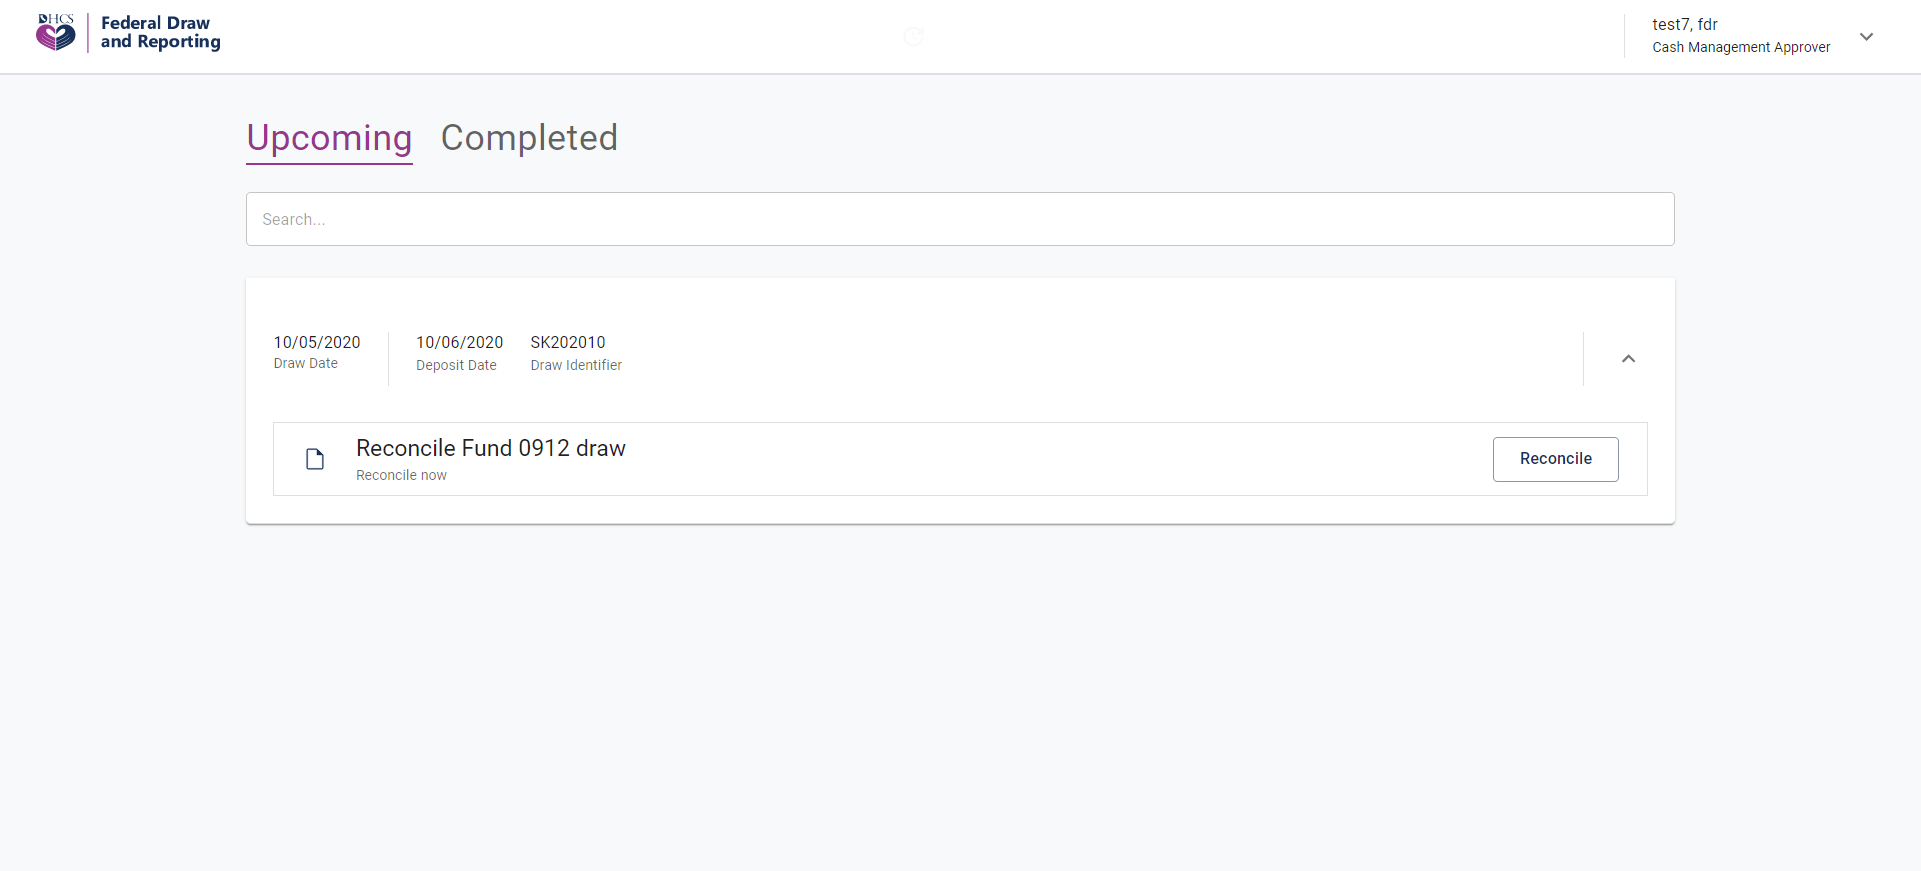 DHCS
Federal Draw
and Reporting
test7, fdr
Cash Management Approver
Upcoming Completed
Search...
10/05/2020 10/06/2020 SK202010
Draw Date Deposit Date Draw Identifier
Reconcile Fund 0912 draw
Reconcile now
Reconcile